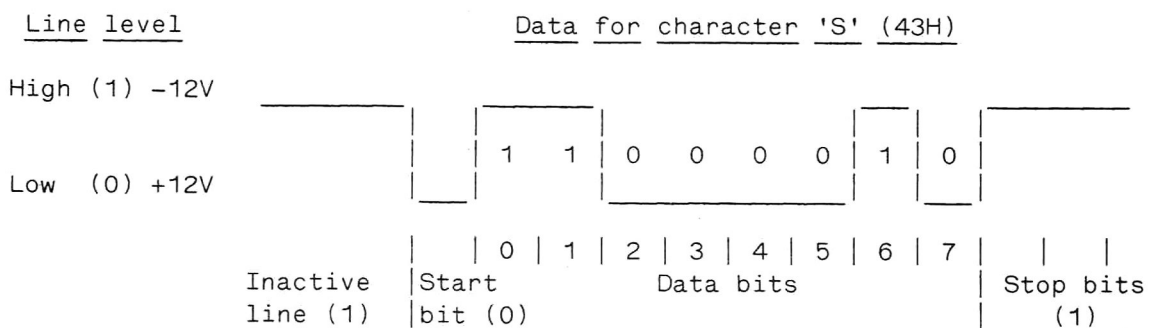 Line level Data for character 'S' (43H)
High (1) -12V
1 1 0 0 0 0 1 0
Low (0) +12V
0 1 2 3 4 5 6 7
Inactive Start Data bits Stop bits
line (1) bit (0) (1)